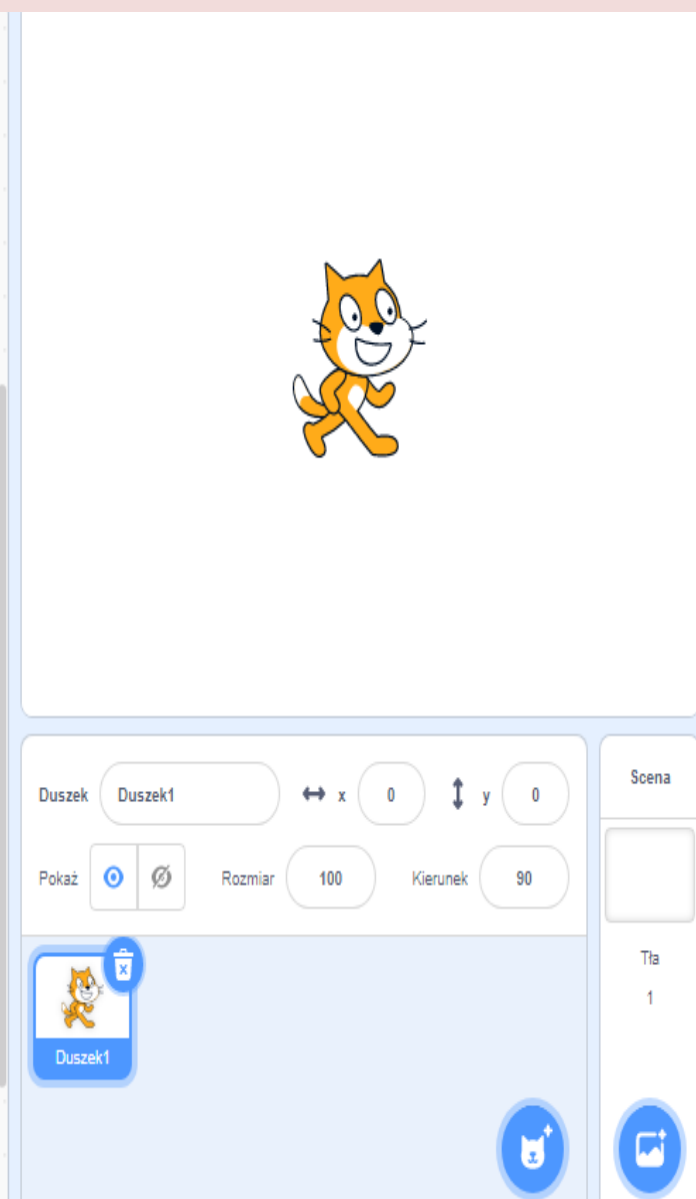 Duszek Duszek1 x 0 y 0
Pokaż Rozmiar 100 Kierunek 90
Duszek1
Scena
Tła
1